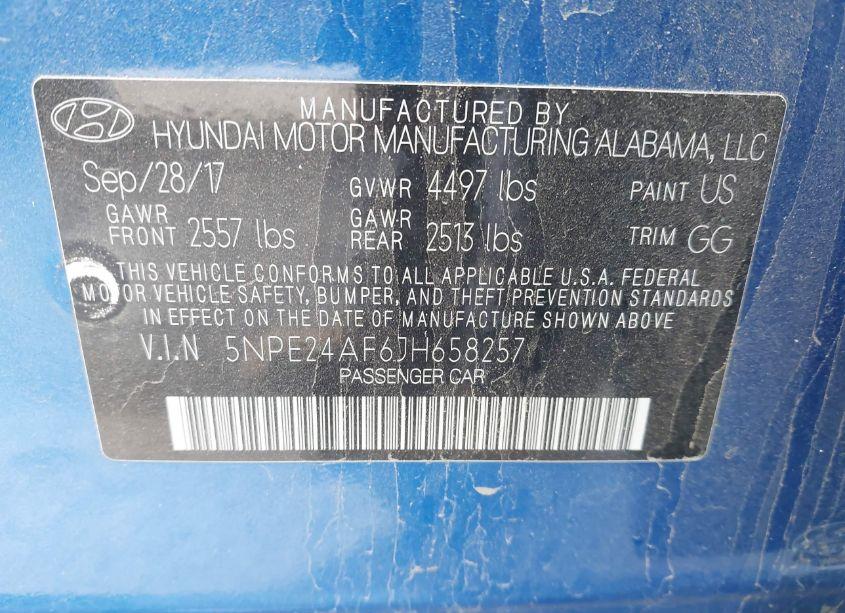 MANUFACTURED BY
HYUNDAI MOTOR MANUFACTURING ALABAMA, LLC
Sep/28/17 GVWR 4497 lbs PAINT US
GAWR FRONT 2557 lbs GAWR REAR 2513 lbs TRIM GG
THIS VEHICLE CONFORMS TO ALL APPLICABLE U.S.A. FEDERAL
MOTOR VEHICLE SAFETY, BUMPER, AND THEFT PREVENTION STANDARDS
IN EFFECT ON THE DATE OF MANUFACTURE SHOWN ABOVE
V.I.N 5NPE24AF6JH658257
PASSENGER CAR